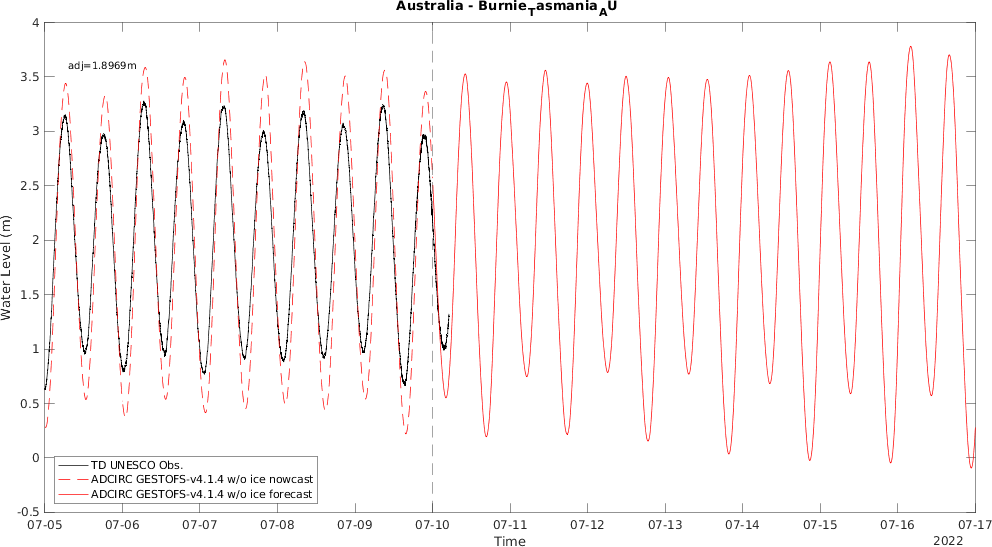 Australia - Burnie_Tasmania_AU
adj=1.8969m
4
3.5
3
2.5
2
1.5
1
0.5
0
-0.5
Water Level (m)
TD UNESCO Obs.
ADCIRC GESTOFS-v4.1.4 w/o ice nowcast
ADCIRC GESTOFS-v4.1.4 w/o ice forecast
07-05 07-06 07-07 07-08 07-09 07-10 07-11 07-12 07-13 07-14 07-15 07-16 07-17
Time
2022